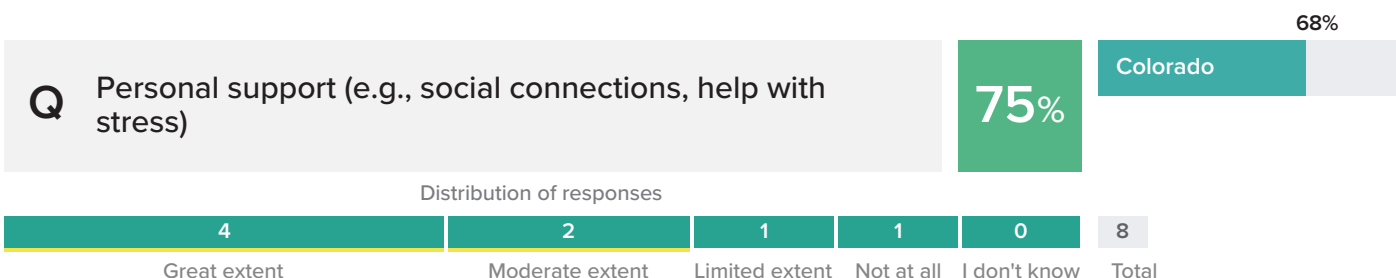 68%
Q Personal support (e.g., social connections, help with
stress)
75%
Colorado
Distribution of responses
4 2 1 1 0 8
Great extent Moderate extent Limited extent Not at all I don't know Total